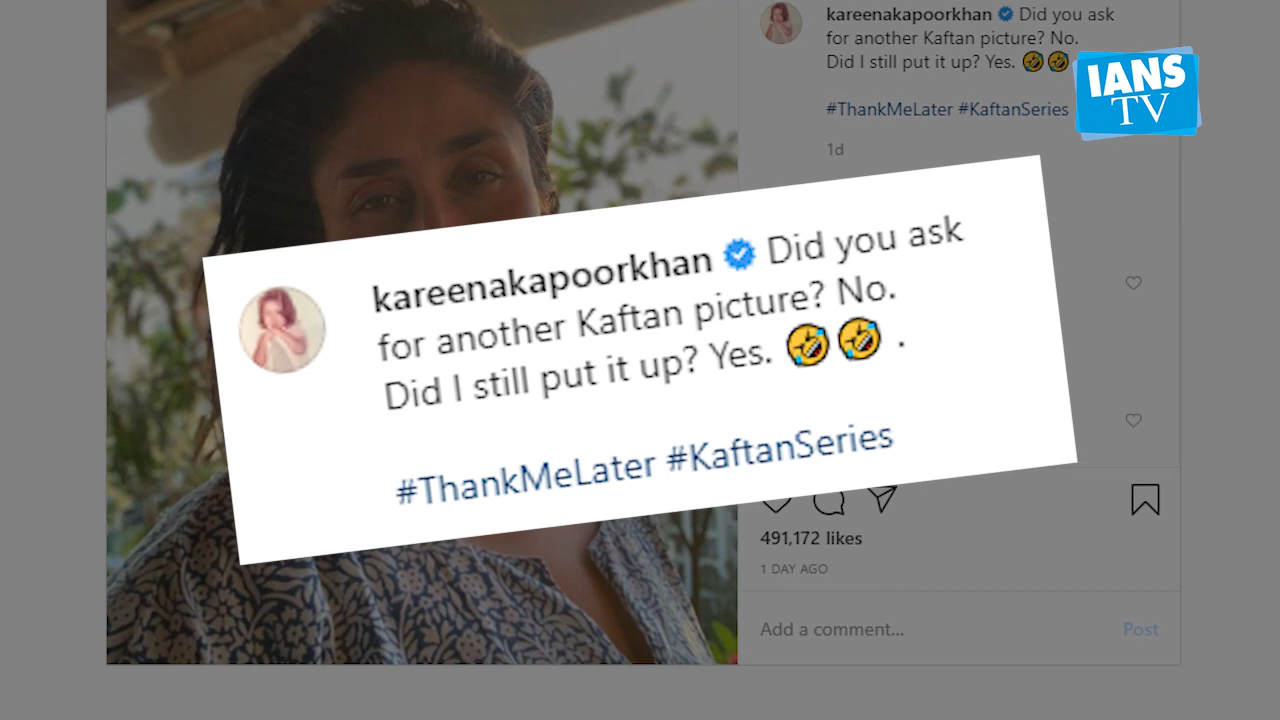 kareenakapoorkhan Did you ask
for another Kaftan picture? No.
Did I still put it up? Yes. 🤣🤣
#ThankMeLater #KaftanSeries
1d
IANS
TV
kareenakapoorkhan Did you ask
for another Kaftan picture? No.
Did I still put it up? Yes. 🤣🤣 .
#ThankMeLater #KaftanSeries
491,172 likes
1 DAY AGO
Add a comment... Post